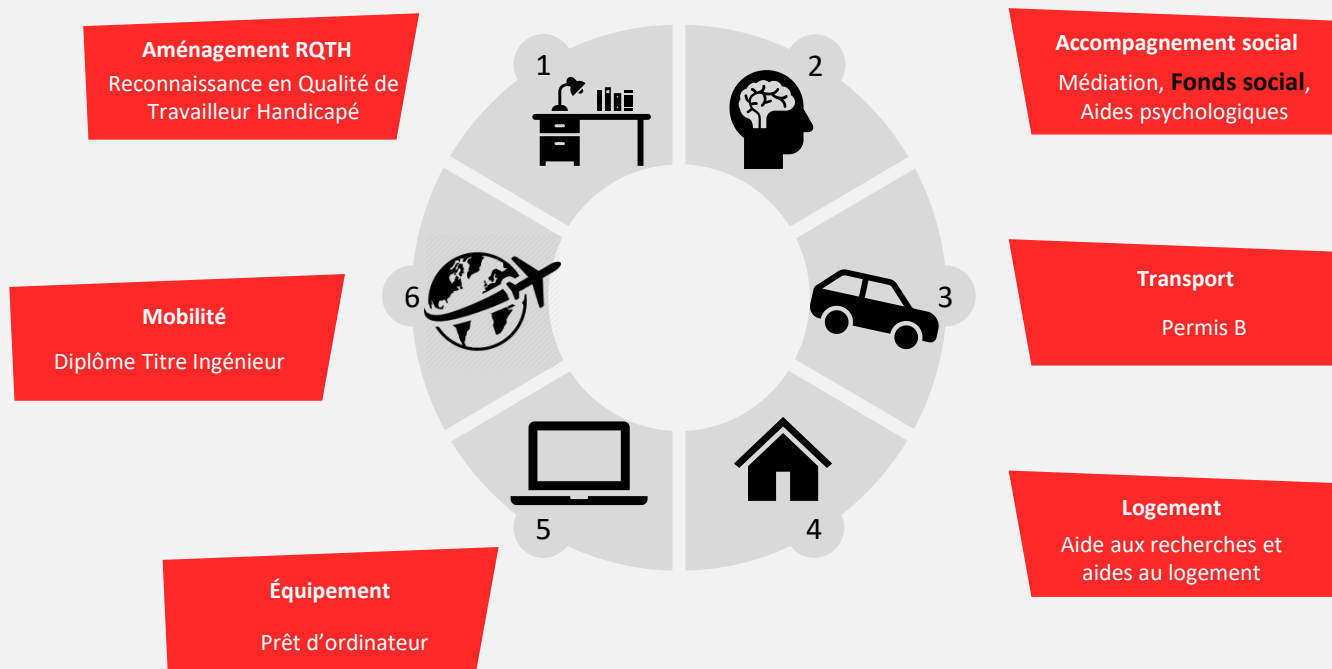 Aménagement RQTH
Reconnaissance en Qualité de
Travailleur Handicapé
1
2
Accompagnement social
Médiation, Fonds social,
Aides psychologiques
6
Mobilité
Diplôme Titre Ingénieur
3
Transport
Permis B
5
Équipement
Prêt d’ordinateur
4
Logement
Aide aux recherches et
aides au logement